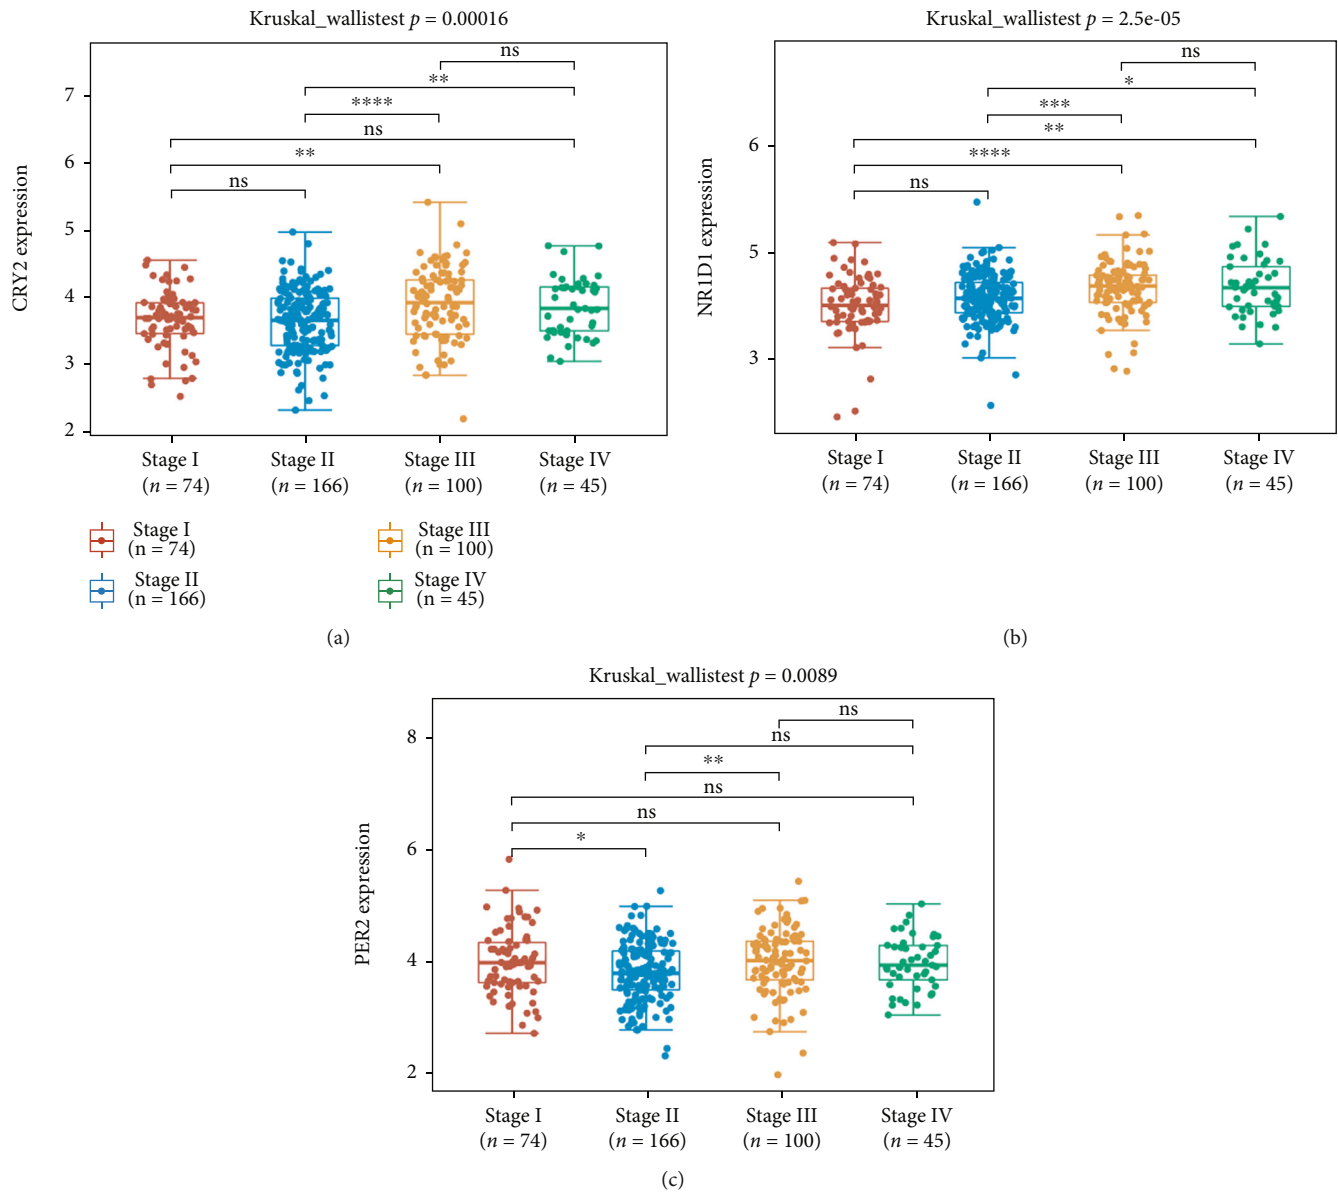 Kruskal_wallistest p = 0.00016
ns
**
****
ns
**
ns
7
6
5
4
3
2
CRY2 expression
Stage I
(n = 74)
Stage II
(n = 166)
Stage III
(n = 100)
Stage IV
(n = 45)
Stage I
(n = 74)
Stage III
(n = 100)
Stage II
(n = 166)
Stage IV
(n = 45)
(a)
Kruskal_wallistest p = 2.5e-05
ns
*
***
**
****
ns
6
5
3
NR1D1 expression
Stage I
(n = 74)
Stage II
(n = 166)
Stage III
(n = 100)
Stage IV
(n = 45)
(b)
Kruskal_wallistest p = 0.0089
ns
ns
**
ns
ns
*
8
6
4
2
PER2 expression
Stage I
(n = 74)
Stage II
(n = 166)
Stage III
(n = 100)
Stage IV
(n = 45)
(c)